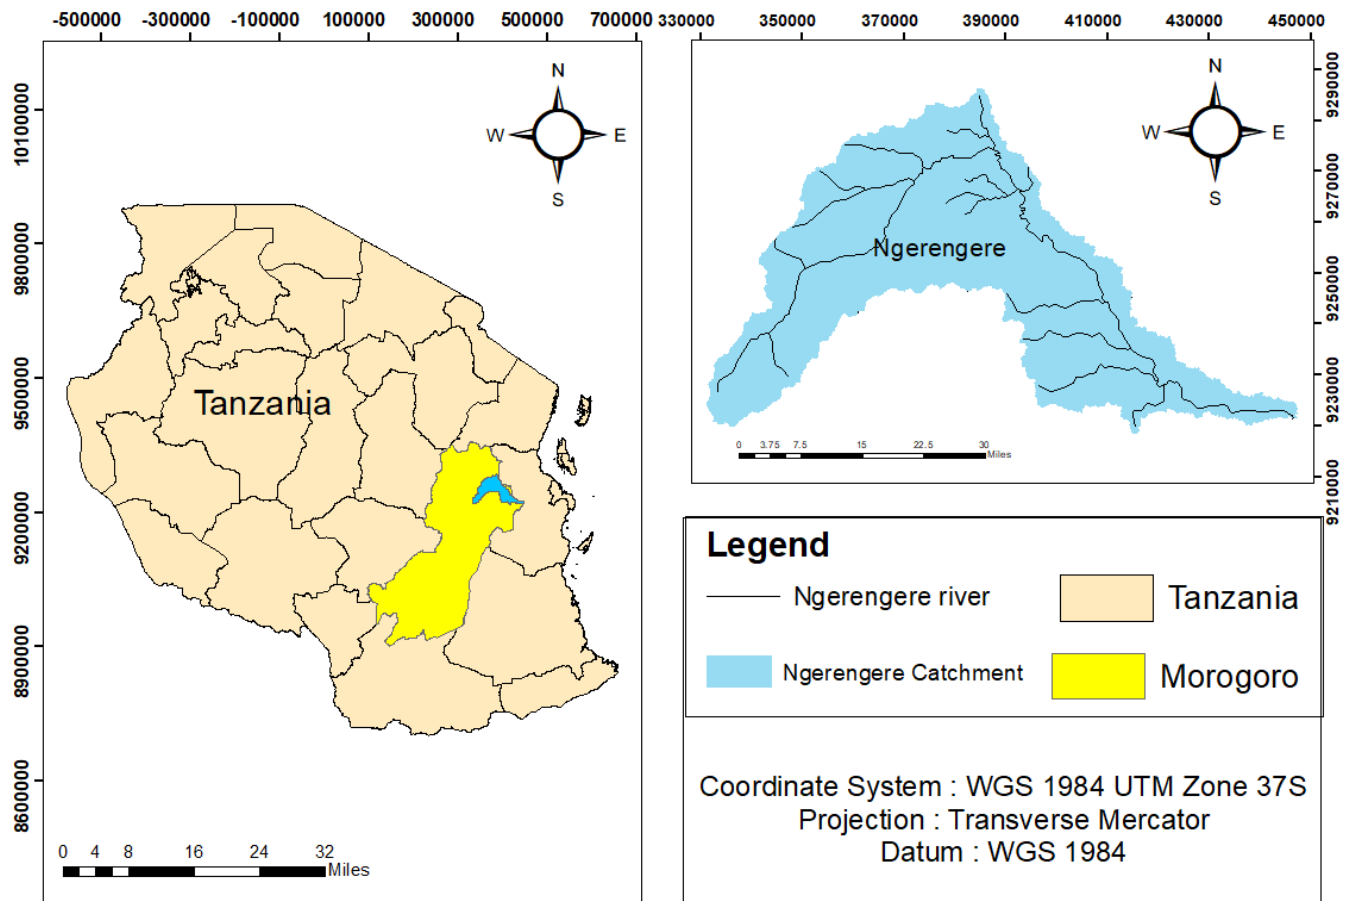 -500000 -300000 -100000 100000 300000 500000 700000
10100000
9800000
9500000
9200000
8900000
8600000
N
W E
S
Tanzania
0 4 8 16 24 32
Miles
330000 350000 370000 390000 410000 430000 450000
9290000
9270000
9250000
9230000
9210000
N
W E
S
Ngerengere
0 3.75 7.5 15 22.5 30
Miles
Legend
Ngerengere river
Tanzania
Ngerengere Catchment
Morogoro
Coordinate System : WGS 1984 UTM Zone 37S
Projection : Transverse Mercator
Datum : WGS 1984